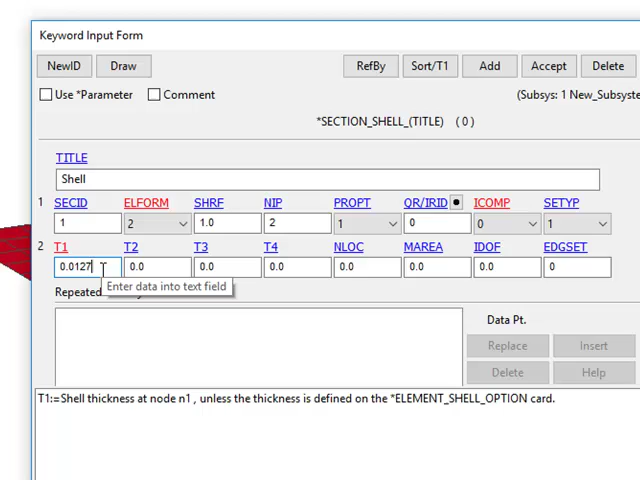 Keyword Input Form
NewID Draw RefBy Sort/T1 Add Accept Delete
Use *Parameter Comment (Subsys: 1 New_Subsyste
*SECTION_SHELL_(TITLE) (0)
TITLE
Shell
1 SECID ELFORM SHRF NIP PROPT QR/IRID ICOMP SETYP
1 2 1.0 2 1 0 0 1
2 T1 T2 T3 T4 NLOC MAREA IDOF EDGSET
0.0127 0.0 0.0 0.0 0.0 0.0 0.0 0
Enter data into text field
Repeated
Data Pt.
Replace Insert
Delete Help
T1:=Shell thickness at node n1 , unless the thickness is defined on the *ELEMENT_SHELL_OPTION card.